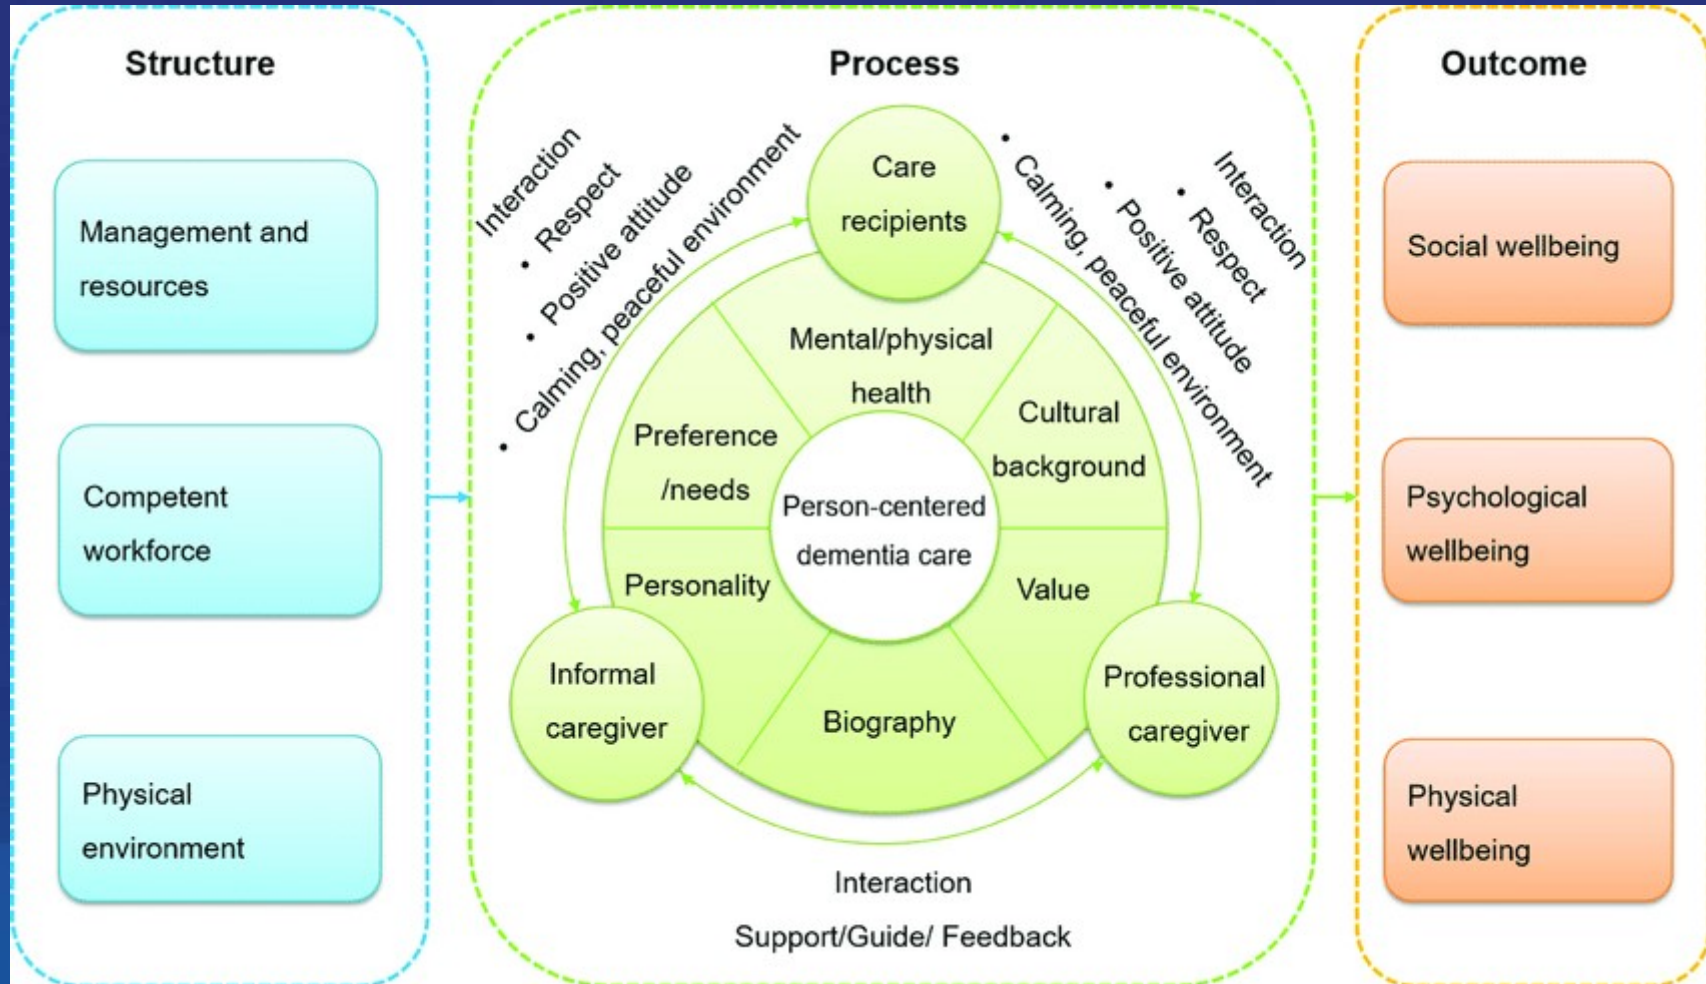 Structure
Management and
resources
Competent
workforce
Physical
environment
Process
Interaction
• Respect
• Positive attitude
• Calming, peaceful environment
Care
recipients
Interaction
• Respect
• Positive attitude
• Calming, peaceful environment
Mental/physical
health
Cultural
background
Preference
/needs
Person-centered
dementia care
Personality
Value
Biography
Informal
caregiver
Professional
caregiver
Interaction
Support/Guide/ Feedback
Outcome
Social wellbeing
Psychological
wellbeing
Physical
wellbeing